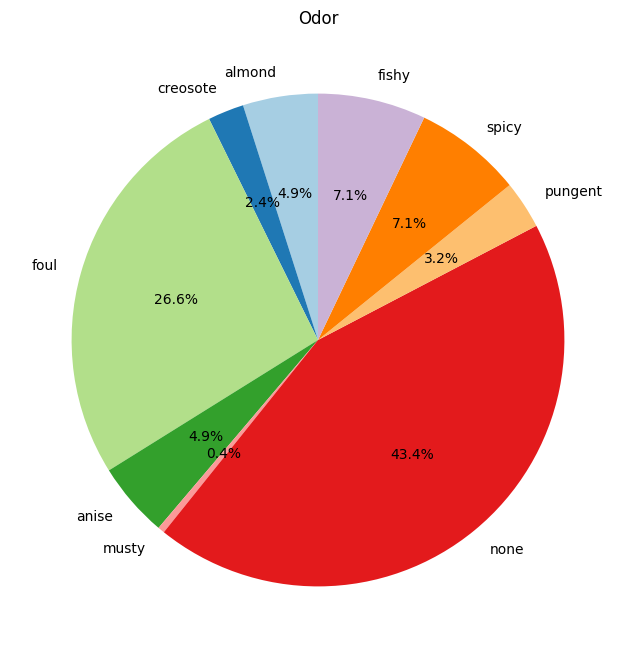 Odor
almond
4.9%
creosote
2.4%
foul
26.6%
anise
4.9%
musty
0.4%
none
43.4%
pungent
3.2%
spicy
7.1%
fishy
7.1%